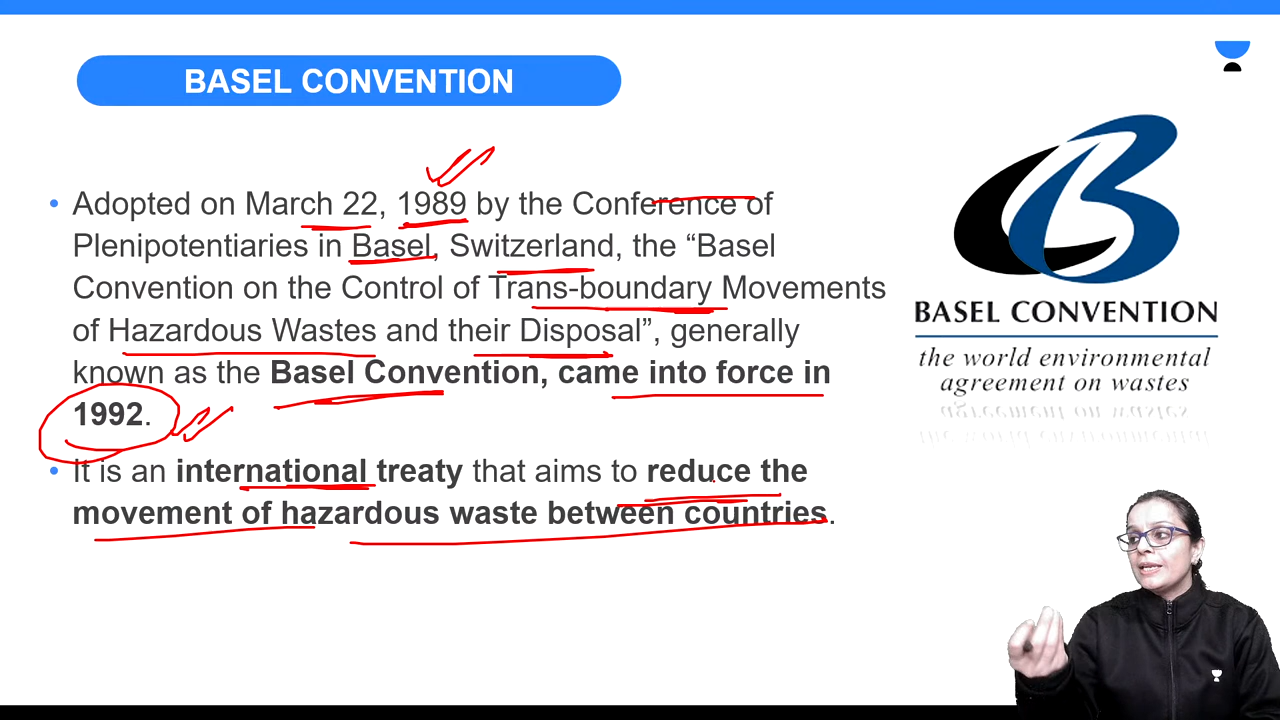 BASEL CONVENTION
• Adopted on March 22, 1989 by the Conference of
Plenipotentiaries in Basel, Switzerland, the “Basel
Convention on the Control of Trans-boundary Movements
of Hazardous Wastes and their Disposal”, generally
known as the Basel Convention, came into force in
1992.
• It is an international treaty that aims to reduce the
movement of hazardous waste between countries.
BASEL CONVENTION
the world environmental
agreement on wastes